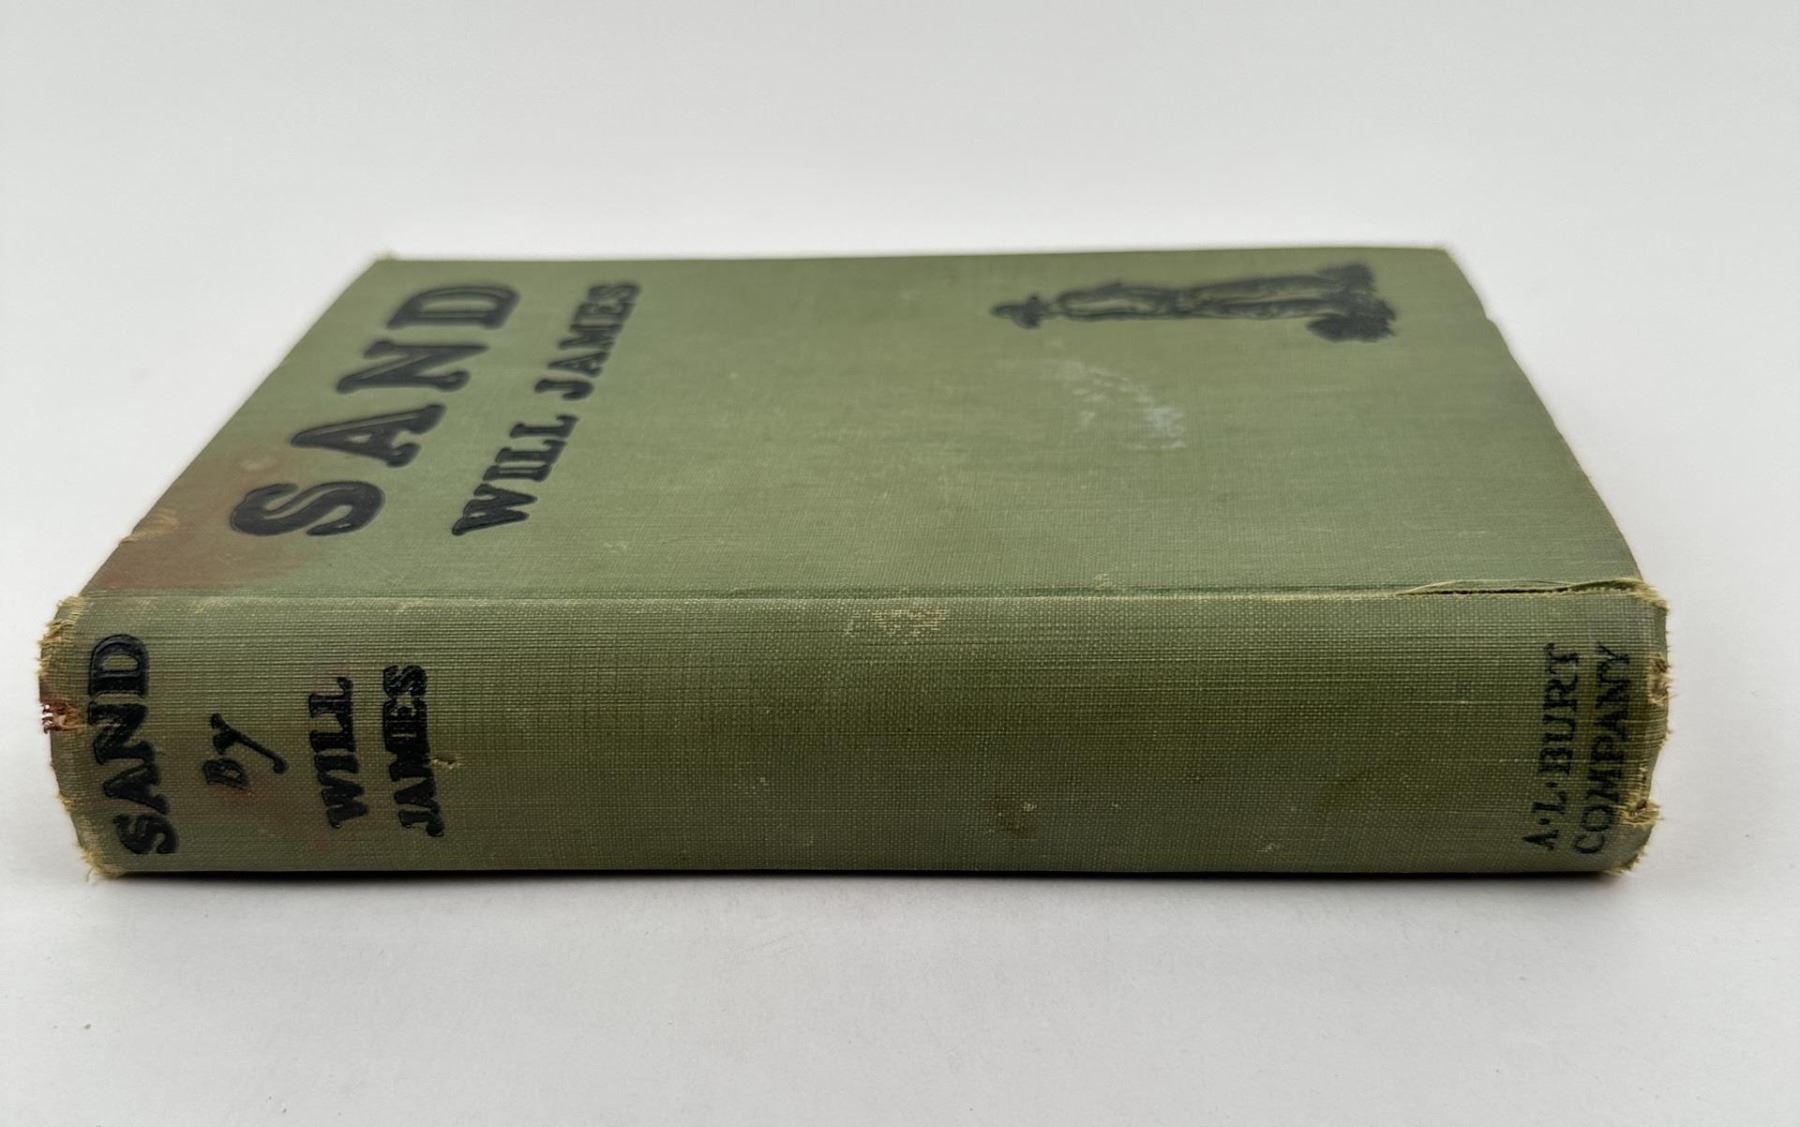 SAND
WILL JAMES
SAND
By
WILL
JAMES
A·L·BURT
COMPANY